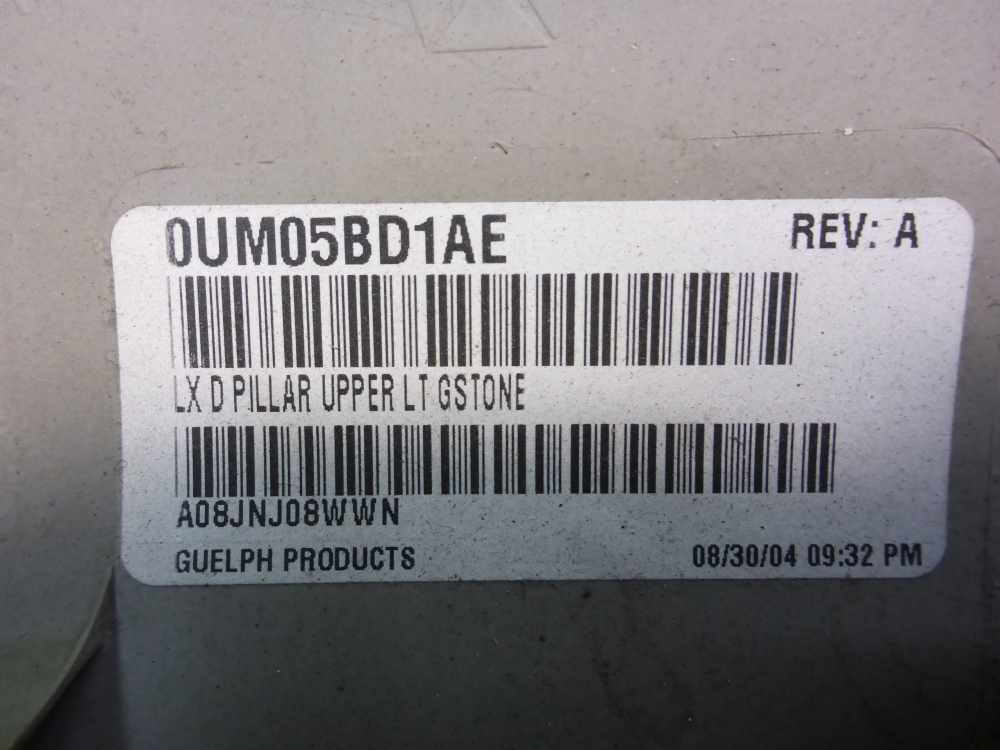 0UM05BD1AE REV: A
LX D PILLAR UPPER LT GSTONE
A08JNJ08WWN
GUELPH PRODUCTS 08/30/04 09:32 PM